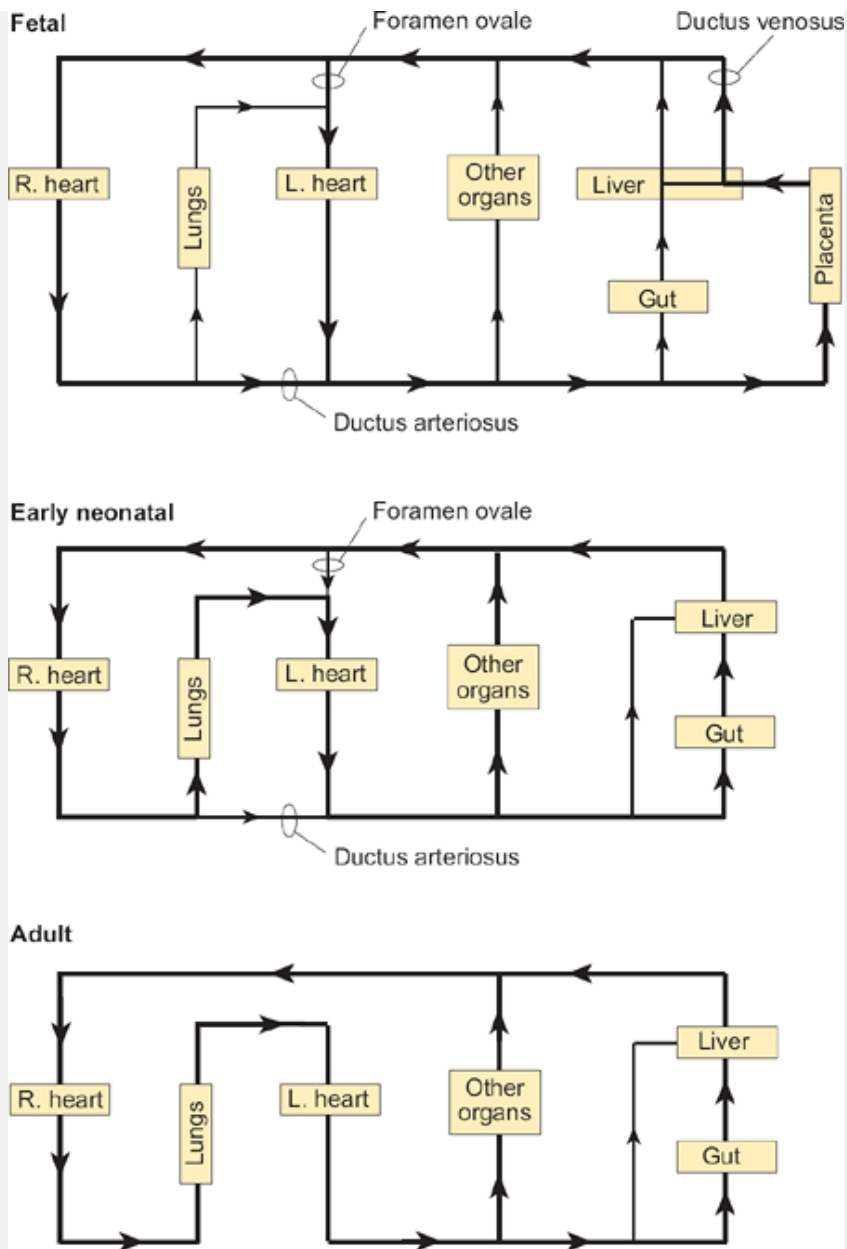 Fetal
Foramen ovale
Ductus venosus
R. heart
Lungs
L. heart
Other
organs
Liver
Placenta
Gut
Ductus arteriosus
Early neonatal
Foramen ovale
R. heart
Lungs
L. heart
Other
organs
Liver
Gut
Ductus arteriosus
Adult
R. heart
Lungs
L. heart
Other
organs
Liver
Gut